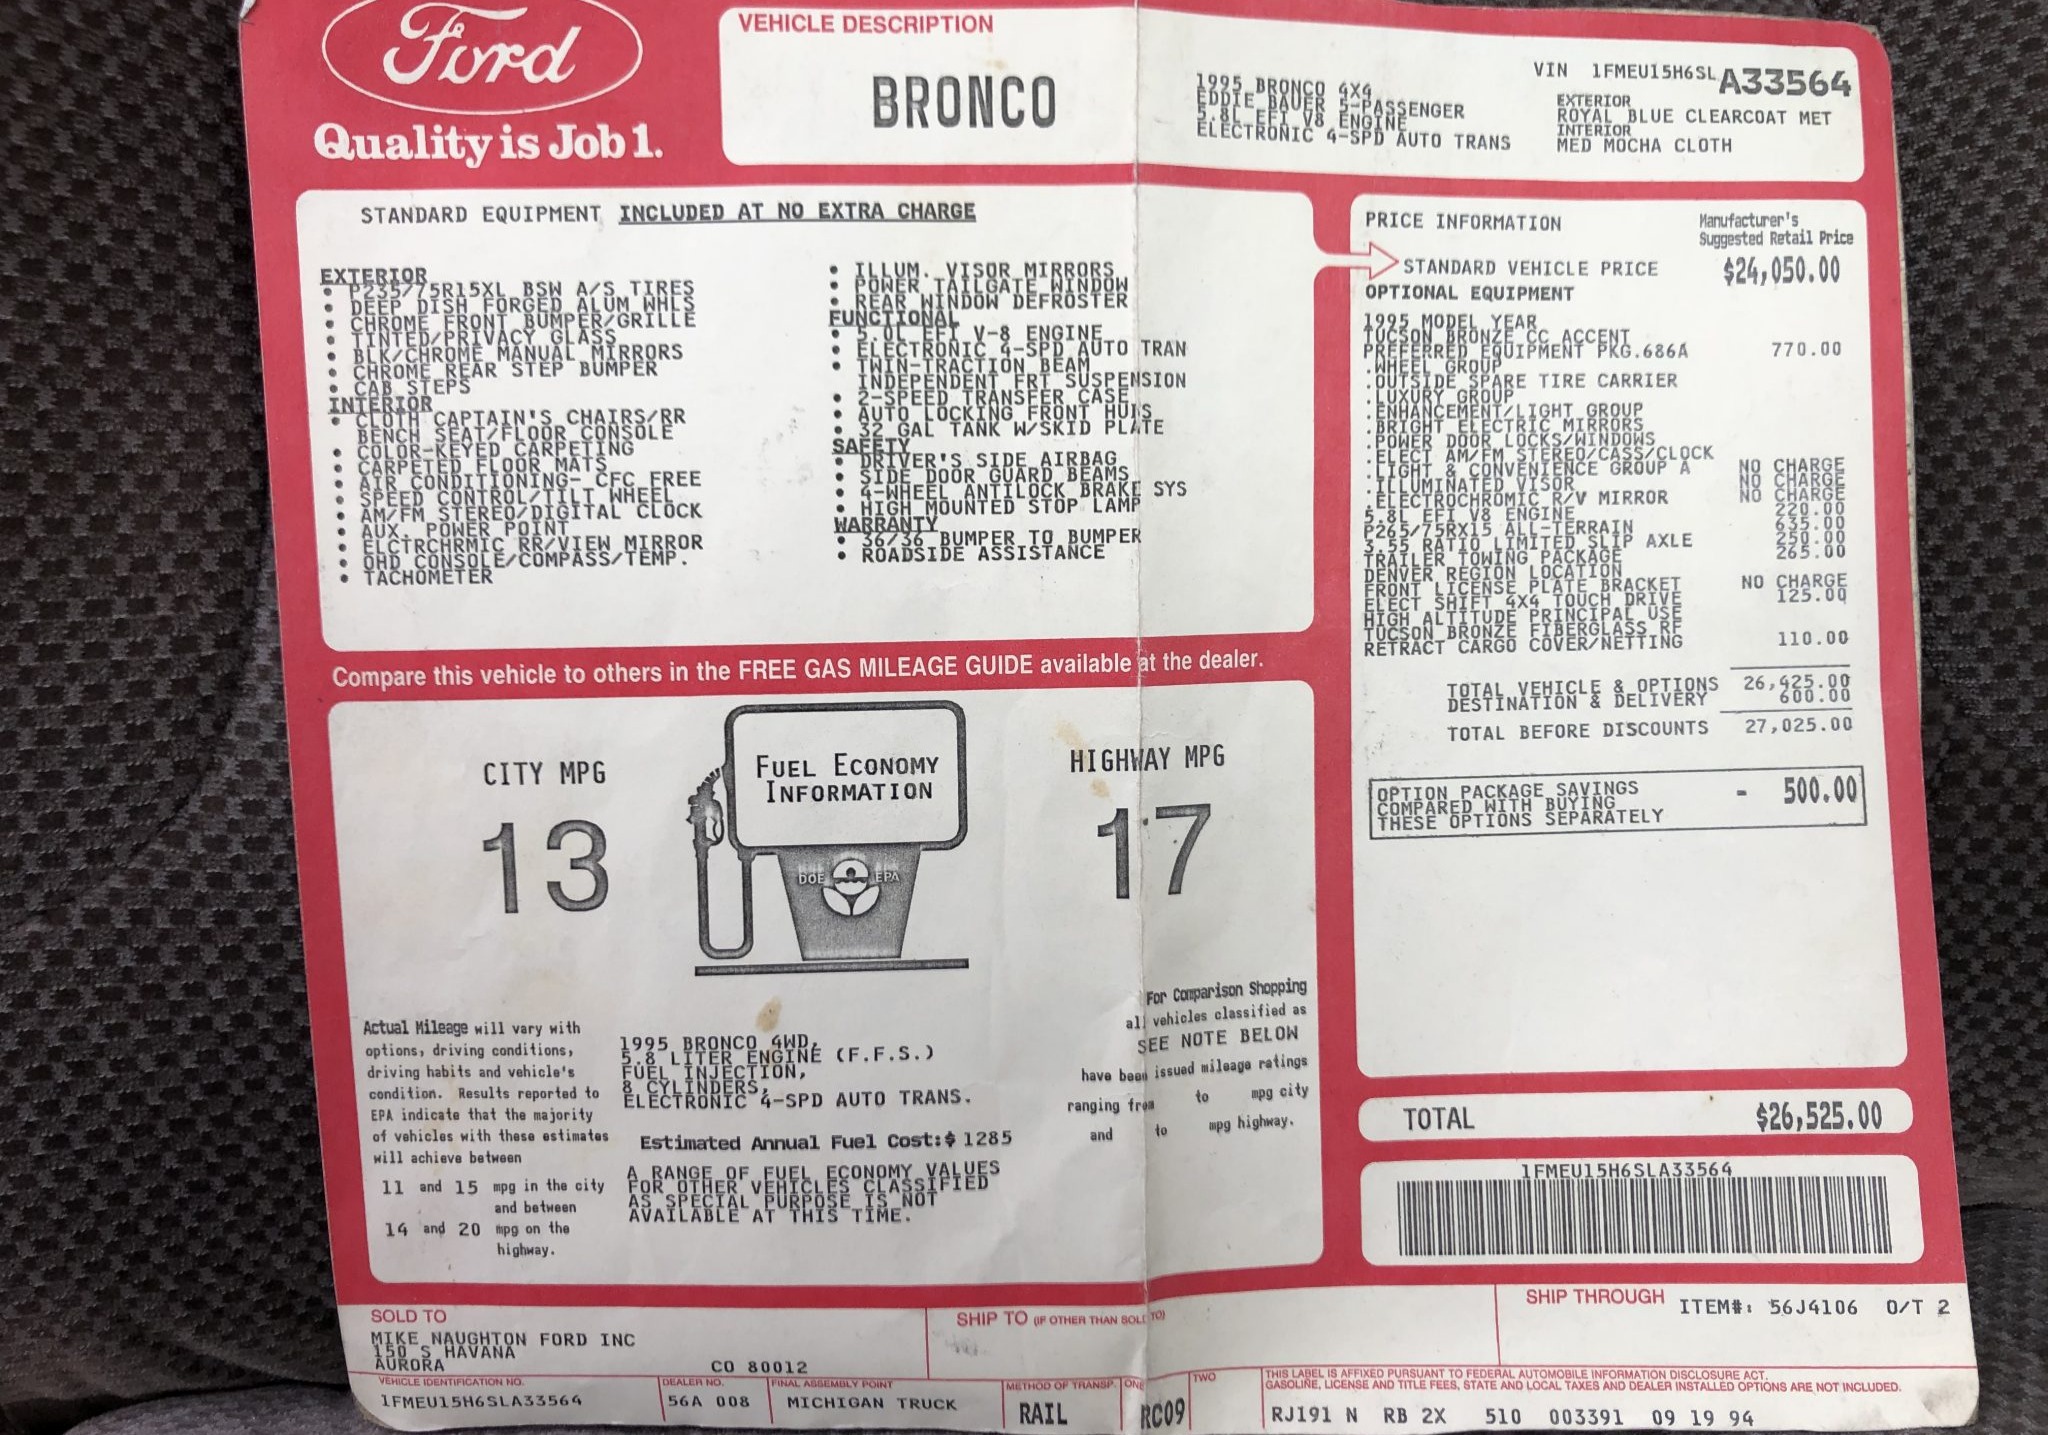 Ford
Quality is Job 1.
VEHICLE DESCRIPTION
BRONCO
1995 BRONCO 4X4
EDDIE BAUER 5-PASSENGER
5.8L EFI V8 ENGINE
ELECTRONIC 4-SPD AUTO TRANS
VIN 1FMEU15H6SLA33564
EXTERIOR
ROYAL BLUE CLEARCOAT MET
INTERIOR
MED MOCHA CLOTH
STANDARD EQUIPMENT INCLUDED AT NO EXTRA CHARGE
EXTERIOR
• P235/75R15XL BSW A/S TIRES
• DEEP DISH FORGED ALUM WHLS
• CHROME FRONT BUMPER/GRILLE
• TINTED/PRIVACY GLASS
• BLK/CHROME MANUAL MIRRORS
• CHROME REAR STEP BUMPER
• CAB STEPS
INTERIOR
• CLOTH CAPTAIN'S CHAIRS/RR
BENCH SEAT/FLOOR CONSOLE
• COLOR-KEYED CARPETING
• CARPETED FLOOR MATS
• AIR CONDITIONING- CFC FREE
• SPEED CONTROL/TILT WHEEL
• AM/FM STEREO/DIGITAL CLOCK
• AUX. POWER POINT
• ELCTRCHRMIC RR/VIEW MIRROR
• OHD CONSOLE/COMPASS/TEMP.
• TACHOMETER
• ILLUM. VISOR MIRRORS
• POWER TAILGATE WINDOW
• REAR WINDOW DEFROSTER
FUNCTIONAL
• 5.0L EFI V-8 ENGINE
• ELECTRONIC 4-SPD AUTO TRAN
• TWIN-TRACTION BEAM
INDEPENDENT FRT SUSPENSION
• 2-SPEED TRANSFER CASE
• AUTO LOCKING FRONT HUBS
• 32 GAL TANK W/SKID PLATE
SAFETY
• DRIVER'S SIDE AIRBAG
• SIDE DOOR GUARD BEAMS
• 4-WHEEL ANTILOCK BRAKE SYS
• HIGH MOUNTED STOP LAMP
WARRANTY
• 36/36 BUMPER TO BUMPER
• ROADSIDE ASSISTANCE
PRICE INFORMATION
Manufacturer's
Suggested Retail Price
STANDARD VEHICLE PRICE $24,050.00
OPTIONAL EQUIPMENT
1995 MODEL YEAR
TUCSON BRONZE CC ACCENT
PREFERRED EQUIPMENT PKG.686A 770.00
.WHEEL GROUP
.OUTSIDE SPARE TIRE CARRIER
.LUXURY GROUP
.ENHANCEMENT/LIGHT GROUP
.BRIGHT ELECTRIC MIRRORS
.POWER DOOR LOCKS/WINDOWS
.ELECT AM/FM STEREO/CASS/CLOCK
.LIGHT & CONVENIENCE GROUP A NO CHARGE
.ILLUMINATED VISOR NO CHARGE
.ELECTROCHROMIC R/V MIRROR NO CHARGE
5.8L EFI V8 ENGINE 220.00
P265/75RX15 ALL-TERRAIN 635.00
3.55 RATIO LIMITED SLIP AXLE 250.00
TRAILER TOWING PACKAGE 265.00
DENVER REGION LOCATION
FRONT LICENSE PLATE BRACKET NO CHARGE
ELECT SHIFT 4X4 TOUCH DRIVE 125.00
HIGH ALTITUDE PRINCIPAL USE
TUCSON BRONZE FIBERGLASS RF
RETRACT CARGO COVER/NETTING 110.00
TOTAL VEHICLE & OPTIONS 26,425.00
DESTINATION & DELIVERY 600.00
TOTAL BEFORE DISCOUNTS 27,025.00
OPTION PACKAGE SAVINGS - 500.00
COMPARED WITH BUYING
THESE OPTIONS SEPARATELY
Compare this vehicle to others in the FREE GAS MILEAGE GUIDE available at the dealer.
CITY MPG
13
FUEL ECONOMY
INFORMATION
DOE EPA
HIGHWAY MPG
17
Actual Mileage will vary with
options, driving conditions,
driving habits and vehicle's
condition. Results reported to
EPA indicate that the majority
of vehicles with these estimates
will achieve between
11 and 15 mpg in the city
and between
14 and 20 mpg on the
highway.
1995 BRONCO 4WD,
5.8 LITER ENGINE (F.F.S.)
FUEL INJECTION,
8 CYLINDERS,
ELECTRONIC 4-SPD AUTO TRANS.
Estimated Annual Fuel Cost:$ 1285
A RANGE OF FUEL ECONOMY VALUES
FOR OTHER VEHICLES CLASSIFIED
AS SPECIAL PURPOSE IS NOT
AVAILABLE AT THIS TIME.
For Comparison Shopping
all vehicles classified as
SEE NOTE BELOW
have been issued mileage ratings
ranging from to mpg city
and to mpg highway.
TOTAL $26,525.00
1FMEU15H6SLA33564
SOLD TO
MIKE NAUGHTON FORD INC
150 S HAVANA
AURORA CO 80012
SHIP TO (IF OTHER THAN SOLD TO)
SHIP THROUGH
ITEM#: 56J4106 O/T 2
VEHICLE IDENTIFICATION NO.
1FMEU15H6SLA33564
DEALER NO.
56A 008
FINAL ASSEMBLY POINT
MICHIGAN TRUCK
METHOD OF TRANSP.
RAIL
ONE
RC09
TWO
THIS LABEL IS AFFIXED PURSUANT TO FEDERAL AUTOMOBILE INFORMATION DISCLOSURE ACT.
GASOLINE, LICENSE AND TITLE FEES, STATE AND LOCAL TAXES AND DEALER INSTALLED OPTIONS ARE NOT INCLUDED.
RJ191 N RB 2X 510 003391 09 19 94